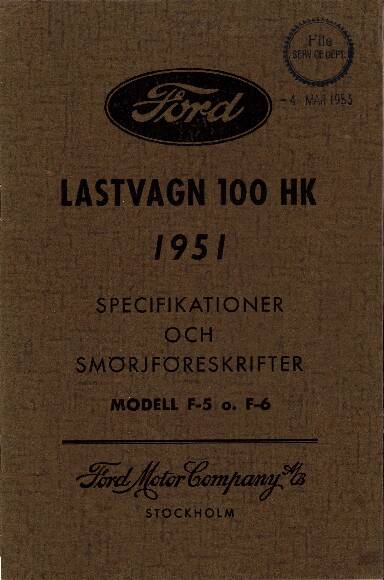 File
SERVICE DEPT.
-4 MAR 1953
Ford
LASTVAGN 100 HK
1951
SPECIFIKATIONER
OCH
SMÖRJFÖRESKRIFTER
MODELL F-5 o. F-6
Ford Motor Company A/B
STOCKHOLM